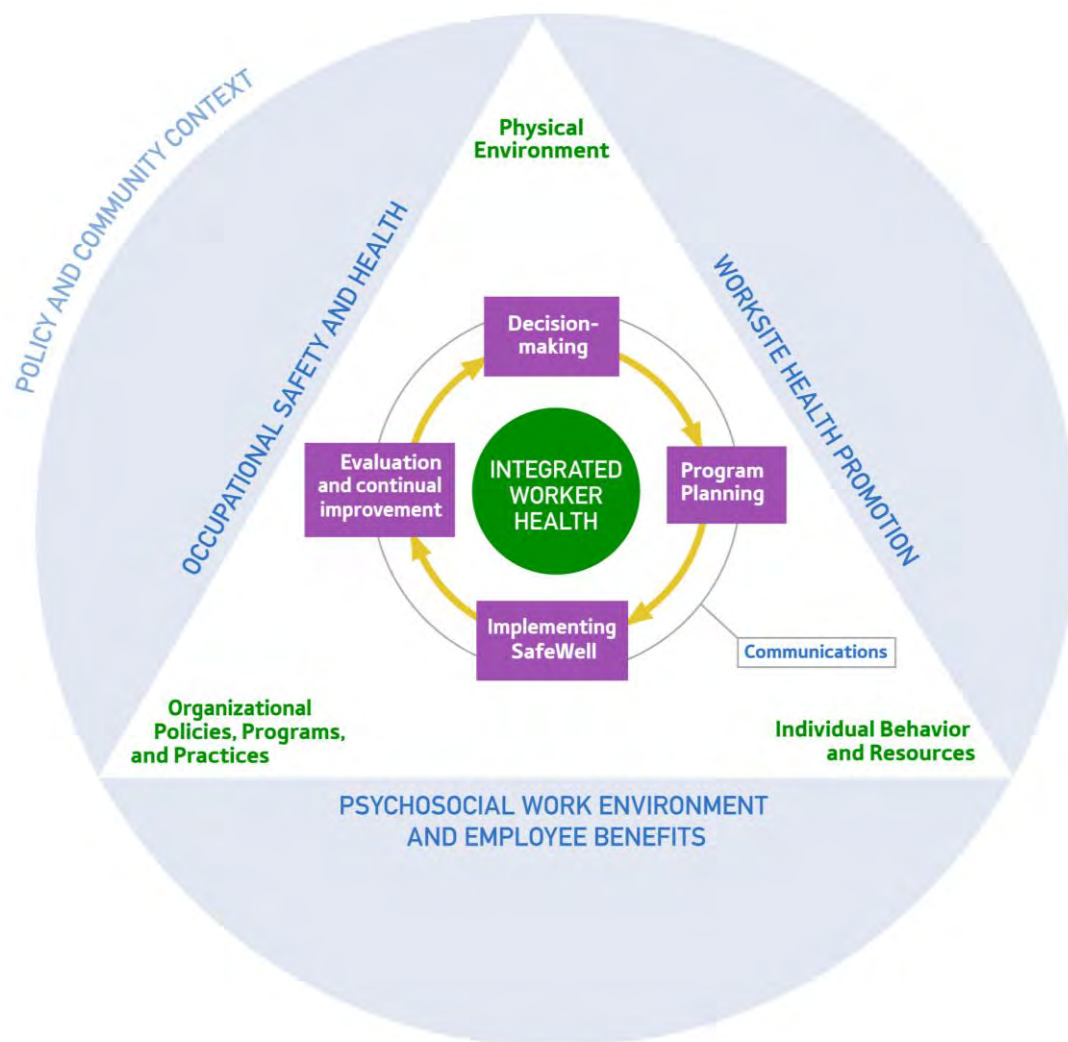 POLICY AND COMMUNITY CONTEXT
Physical
Environment
OCCUPATIONAL SAFETY AND HEALTH
WORKSITE HEALTH PROMOTION
Decision-
making
Evaluation
and continual
improvement
INTEGRATED
WORKER
HEALTH
Program
Planning
Implementing
SafeWell
Communications
Organizational
Policies, Programs,
and Practices
Individual Behavior
and Resources
PSYCHOSOCIAL WORK ENVIRONMENT
AND EMPLOYEE BENEFITS